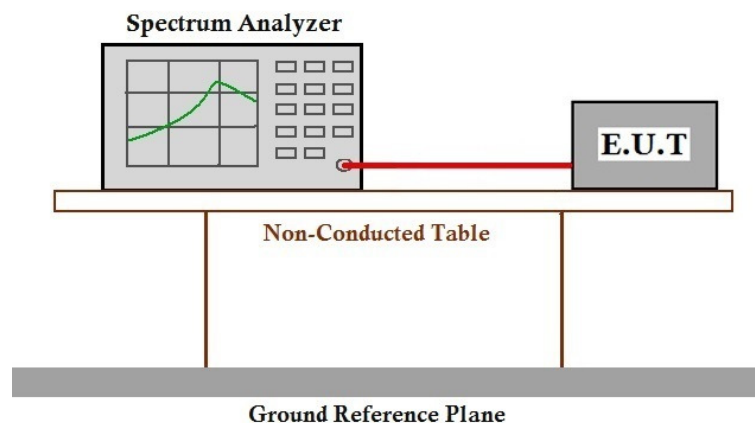 Spectrum Analyzer
E.U.T
Non-Conducted Table
Ground Reference Plane